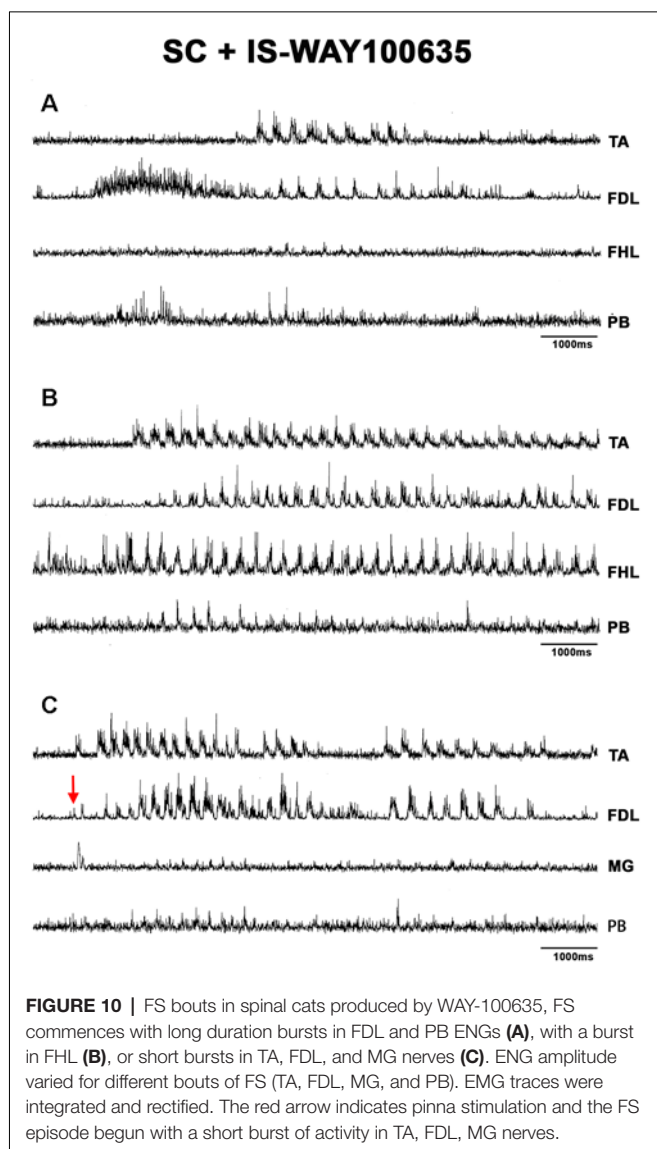 SC + IS-WAY100635
A
TA
FDL
FHL
PB
1000ms
B
TA
FDL
FHL
PB
1000ms
C
TA
FDL
MG
PB
1000ms
FIGURE 10 | FS bouts in spinal cats produced by WAY-100635, FS
commences with long duration bursts in FDL and PB ENGs (A), with a burst
in FHL (B), or short bursts in TA, FDL, and MG nerves (C). ENG amplitude
varied for different bouts of FS (TA, FDL, MG, and PB). EMG traces were
integrated and rectified. The red arrow indicates pinna stimulation and the FS
episode begun with a short burst of activity in TA, FDL, MG nerves.